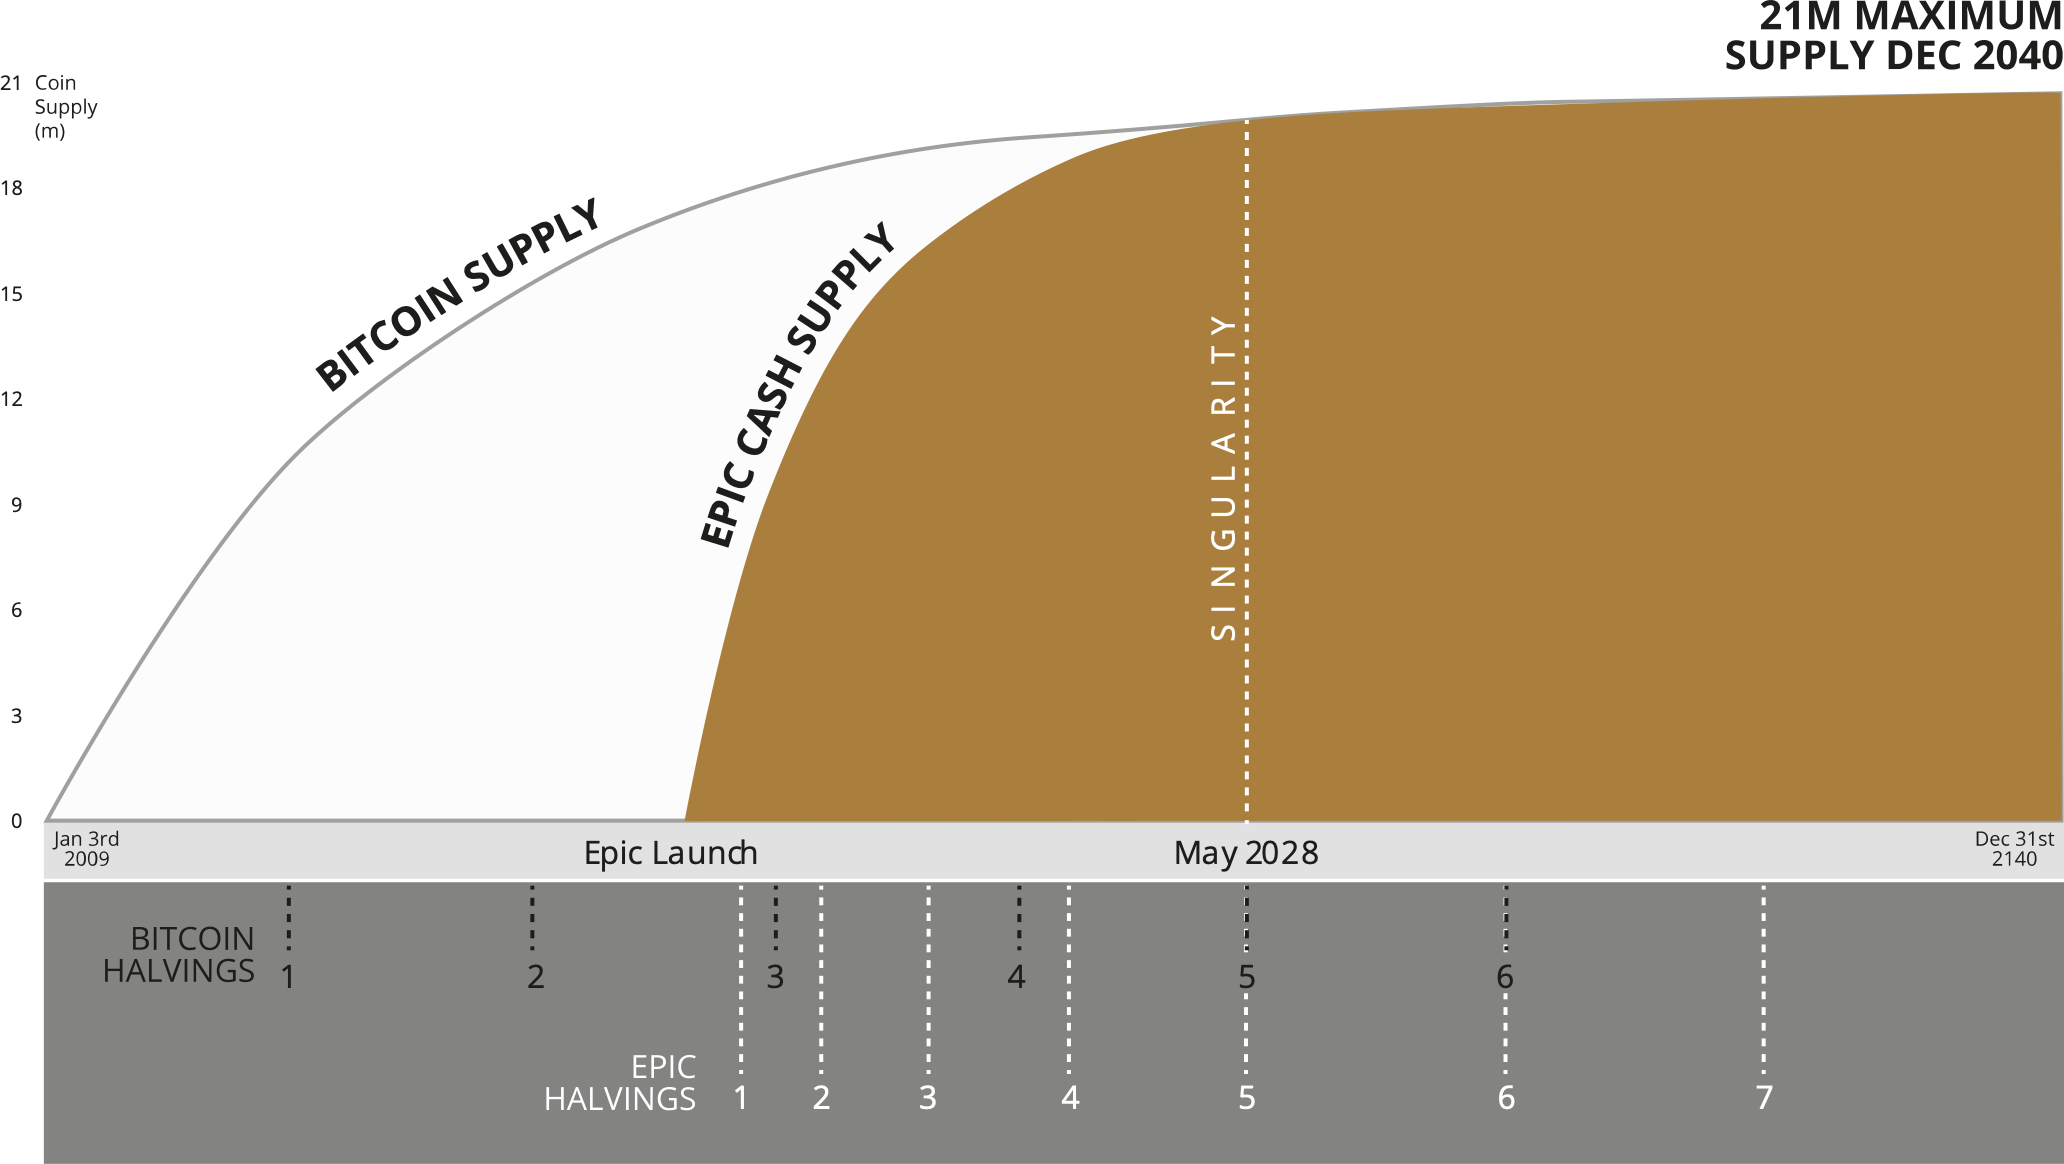 21M MAXIMUM
SUPPLY DEC 2040
21
Coin
Supply
(m)
18
15
12
9
6
3
0
BITCOIN SUPPLY
EPIC CASH SUPPLY
SINGULARITY
Jan 3rd
2009
Epic Launch
May 2028
Dec 31st
2140
BITCOIN
HALVINGS
1 2 3 4 5 6
EPIC
HALVINGS
1 2 3 4 5 6 7